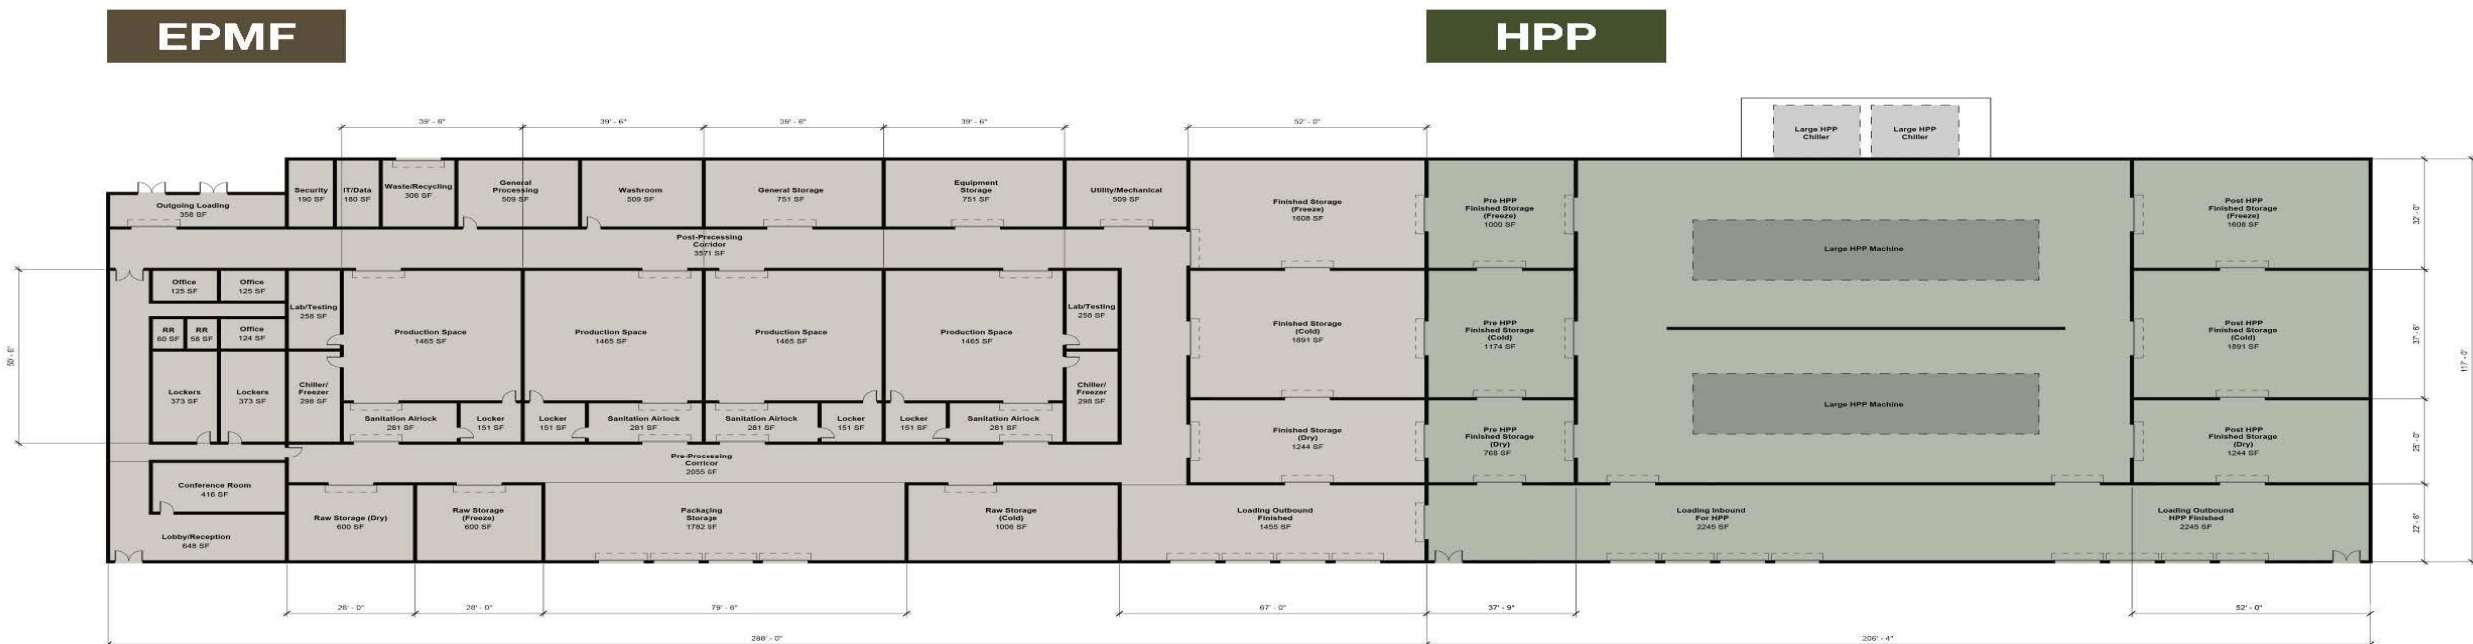 EPMF
HPP
39' - 6"
39' - 6"
39' - 6"
39' - 6"
52' - 0"
Large HPP
Chiller
Large HPP
Chiller
Security
190 SF
IT/Data
180 SF
Waste/Recycling
306 SF
General
Processing
509 SF
Washroom
509 SF
General Storage
751 SF
Equipment
Storage
751 SF
Utility/Mechanical
509 SF
Outgoing Loading
358 SF
Finished Storage
(Freeze)
1608 SF
Pre HPP
Finished Storage
(Freeze)
1000 SF
Post HPP
Finished Storage
(Freeze)
1608 SF
32' - 0"
Post-Processing
Corridor
3571 SF
Large HPP Machine
Office
125 SF
Office
125 SF
Lab/Testing
258 SF
Production Space
1465 SF
Production Space
1465 SF
Production Space
1465 SF
Production Space
1465 SF
Lab/Testing
258 SF
RR
60 SF
RR
58 SF
Office
124 SF
Finished Storage
(Cold)
1891 SF
Pre HPP
Finished Storage
(Cold)
1174 SF
Post HPP
Finished Storage
(Cold)
1891 SF
37' - 6"
117' - 0"
50' - 6"
Lockers
373 SF
Lockers
373 SF
Chiller/
Freezer
298 SF
Chiller/
Freezer
298 SF
Large HPP Machine
Sanitation Airlock
281 SF
Locker
151 SF
Locker
151 SF
Sanitation Airlock
281 SF
Sanitation Airlock
281 SF
Locker
151 SF
Locker
151 SF
Sanitation Airlock
281 SF
Finished Storage
(Dry)
1244 SF
Pre HPP
Finished Storage
(Dry)
768 SF
Post HPP
Finished Storage
(Dry)
1244 SF
25' - 0"
Pre-Processing
Corridor
2055 SF
Conference Room
416 SF
Lobby/Reception
648 SF
Raw Storage (Dry)
600 SF
Raw Storage
(Freeze)
600 SF
Packaging
Storage
1782 SF
Raw Storage
(Cold)
1006 SF
Loading Outbound
Finished
1455 SF
Loading Inbound
For HPP
2245 SF
Loading Outbound
HPP Finished
2245 SF
22' - 6"
28' - 0"
28' - 0"
79' - 6"
67' - 0"
37' - 9"
52' - 0"
288' - 0"
206' - 4"